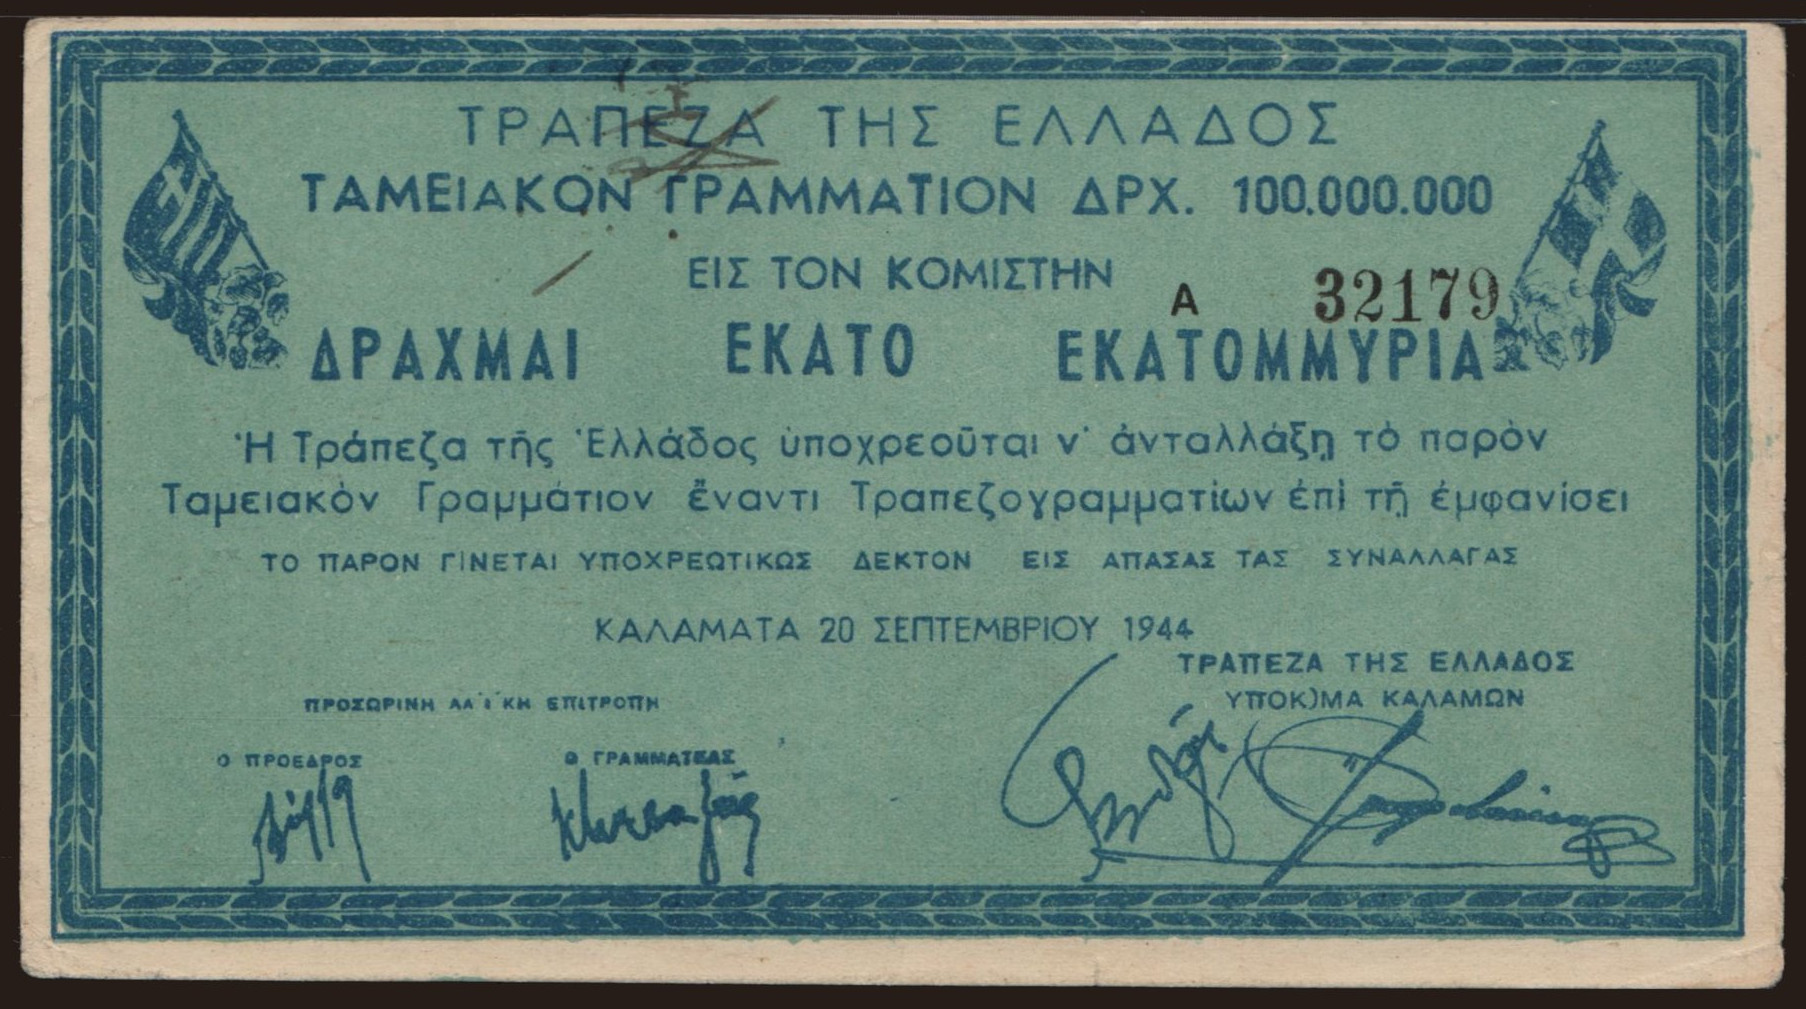 ΤΡΑΠΕΖΑ ΤΗΣ ΕΛΛΑΔΟΣ
ΤΑΜΕΙΑΚΟΝ ΓΡΑΜΜΑΤΙΟΝ ΔΡΧ. 100.000.000
ΕΙΣ ΤΟΝ ΚΟΜΙΣΤΗΝ
Α 32179
ΔΡΑΧΜΑΙ ΕΚΑΤΟ ΕΚΑΤΟΜΜΥΡΙΑ
Ἡ Τράπεζα τῆς Ἑλλάδος ὑποχρεοῦται ν' ἀνταλλάξῃ τὸ παρὸν
Ταμειακὸν Γραμμάτιον ἔναντι Τραπεζογραμματίων ἐπὶ τῇ ἐμφανίσει
ΤΟ ΠΑΡΟΝ ΓΙΝΕΤΑΙ ΥΠΟΧΡΕΩΤΙΚΩΣ ΔΕΚΤΟΝ ΕΙΣ ΑΠΑΣΑΣ ΤΑΣ ΣΥΝΑΛΛΑΓΑΣ
ΚΑΛΑΜΑΤΑ 20 ΣΕΠΤΕΜΒΡΙΟΥ 1944
ΤΡΑΠΕΖΑ ΤΗΣ ΕΛΛΑΔΟΣ
ΥΠΟΚ)ΜΑ ΚΑΛΑΜΩΝ
ΠΡΟΣΩΡΙΝΗ ΛΑΪΚΗ ΕΠΙΤΡΟΠΗ
Ο ΠΡΟΕΔΡΟΣ Ο ΓΡΑΜΜΑΤΕΑΣ